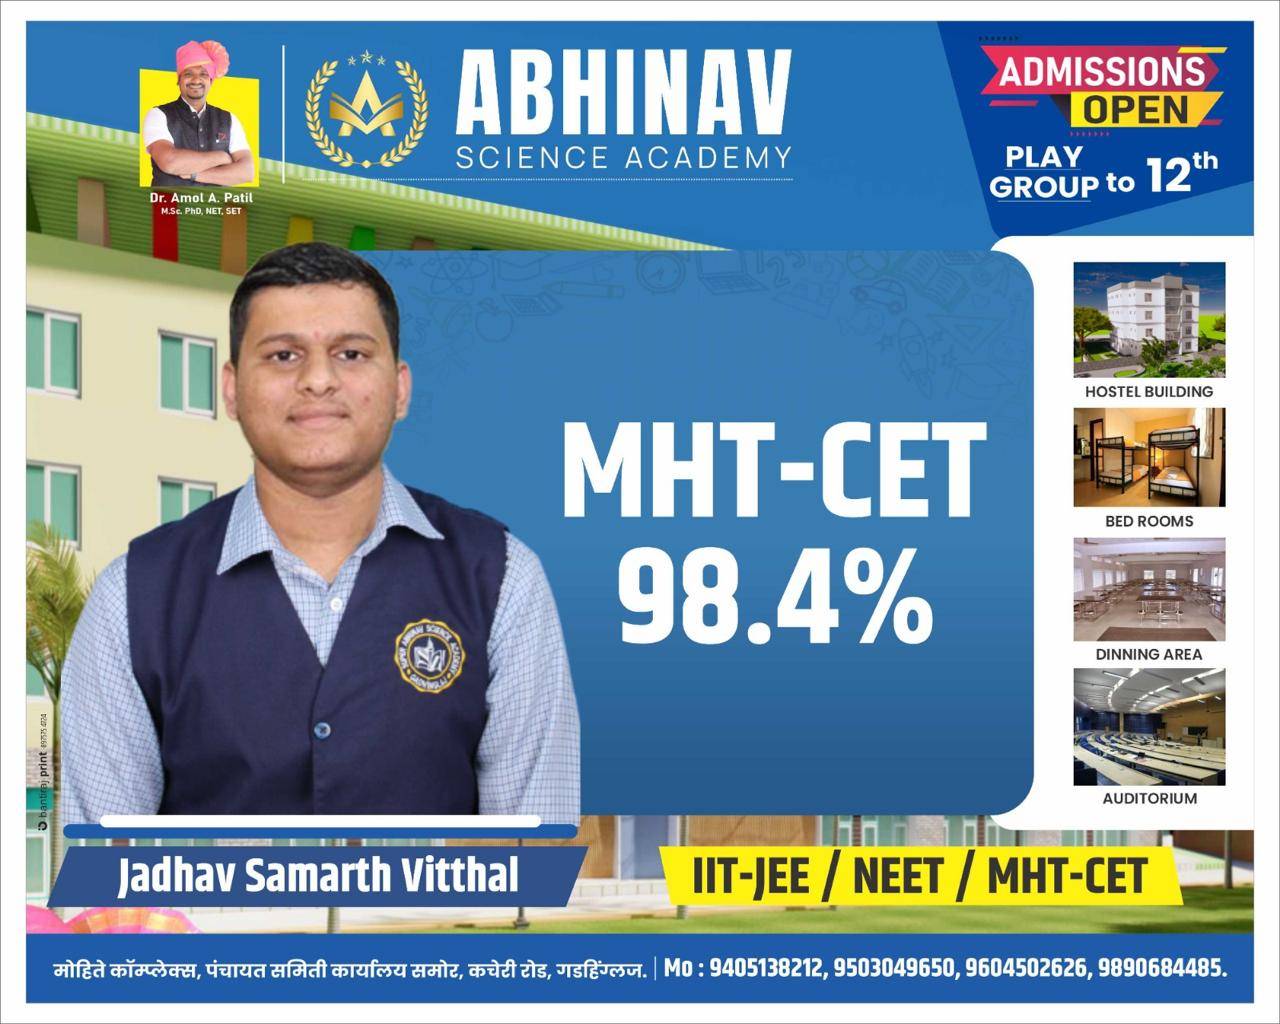 ABHINAV
SCIENCE ACADEMY
Dr. Amol A. Patil
M.Sc. PhD, NET, SET
ADMISSIONS
OPEN
PLAY
GROUP to 12th
MHT-CET
98.4%
HOSTEL BUILDING
BED ROOMS
DINNING AREA
AUDITORIUM
Jadhav Samarth Vitthal
IIT-JEE / NEET / MHT-CET
मोहिते कॉम्प्लेक्स, पंचायत समिती कार्यालय समोर, कचेरी रोड, गडहिंग्लज. | Mo : 9405138212, 9503049650, 9604502626, 9890684485.
print